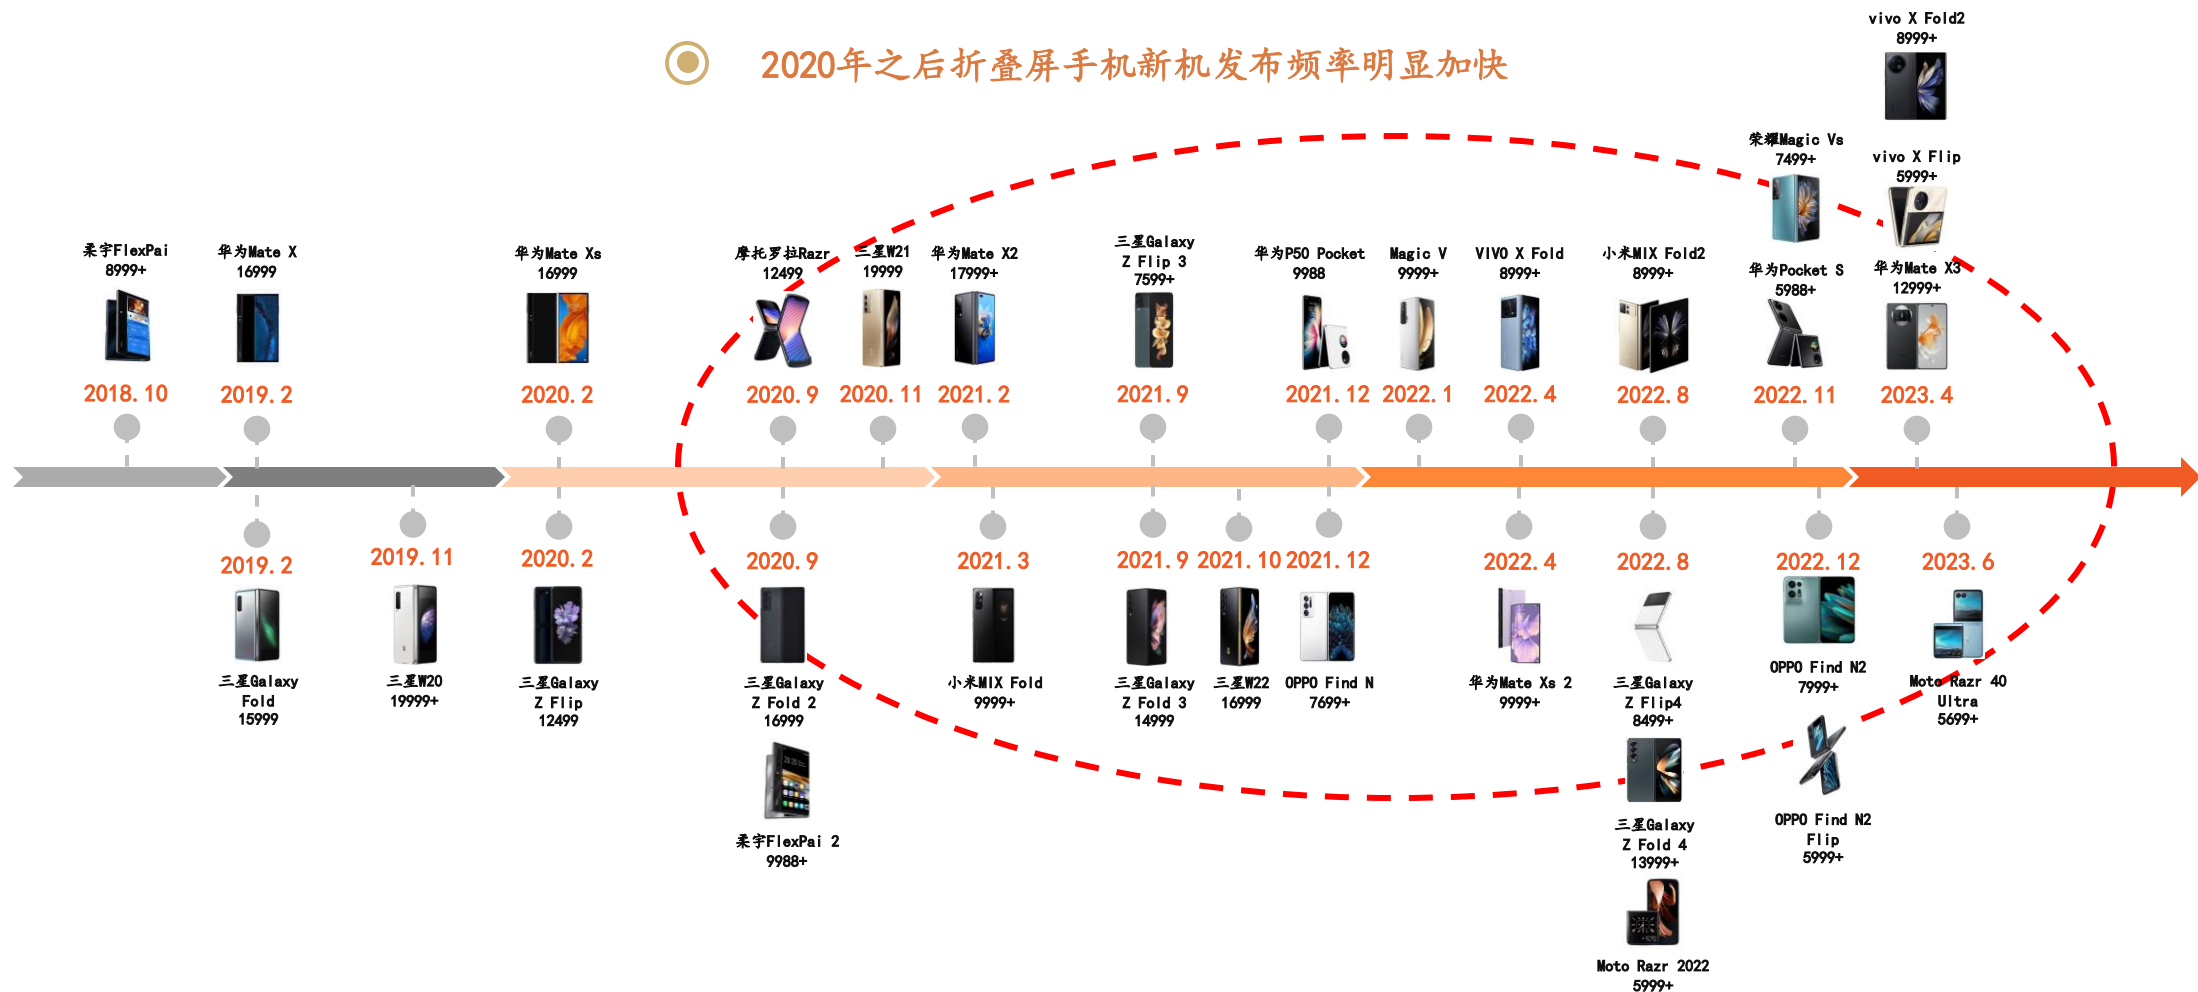 2020年之后折叠屏手机新机发布频率明显加快
vivo X Fold2
8999+
荣耀Magic Vs
7499+
vivo X Flip
5999+
柔宇FlexPai
8999+
华为Mate X
16999
华为Mate Xs
16999
摩托罗拉Razr
12499
三星W21
19999
华为Mate X2
17999+
三星Galaxy
Z Flip 3
7599+
华为P50 Pocket
9988
Magic V
9999+
VIVO X Fold
8999+
小米MIX Fold2
8999+
华为Pocket S
5988+
华为Mate X3
12999+
2018.10
2019.2
2020.2
2020.9
2020.11
2021.2
2021.9
2021.12
2022.1
2022.4
2022.8
2022.11
2023.4
2019.2
2019.11
2020.2
2020.9
2021.3
2021.9
2021.10
2021.12
2022.4
2022.8
2022.12
2023.6
三星Galaxy
Fold
15999
三星W20
19999+
三星Galaxy
Z Flip
12499
三星Galaxy
Z Fold 2
16999
小米MIX Fold
9999+
三星Galaxy
Z Fold 3
14999
三星W22
16999
OPPO Find N
7699+
华为Mate Xs 2
9999+
三星Galaxy
Z Flip4
8499+
OPPO Find N2
7999+
Moto Razr 40
Ultra
5699+
柔宇FlexPai 2
9988+
三星Galaxy
Z Fold 4
13999+
OPPO Find N2
Flip
5999+
Moto Razr 2022
5999+